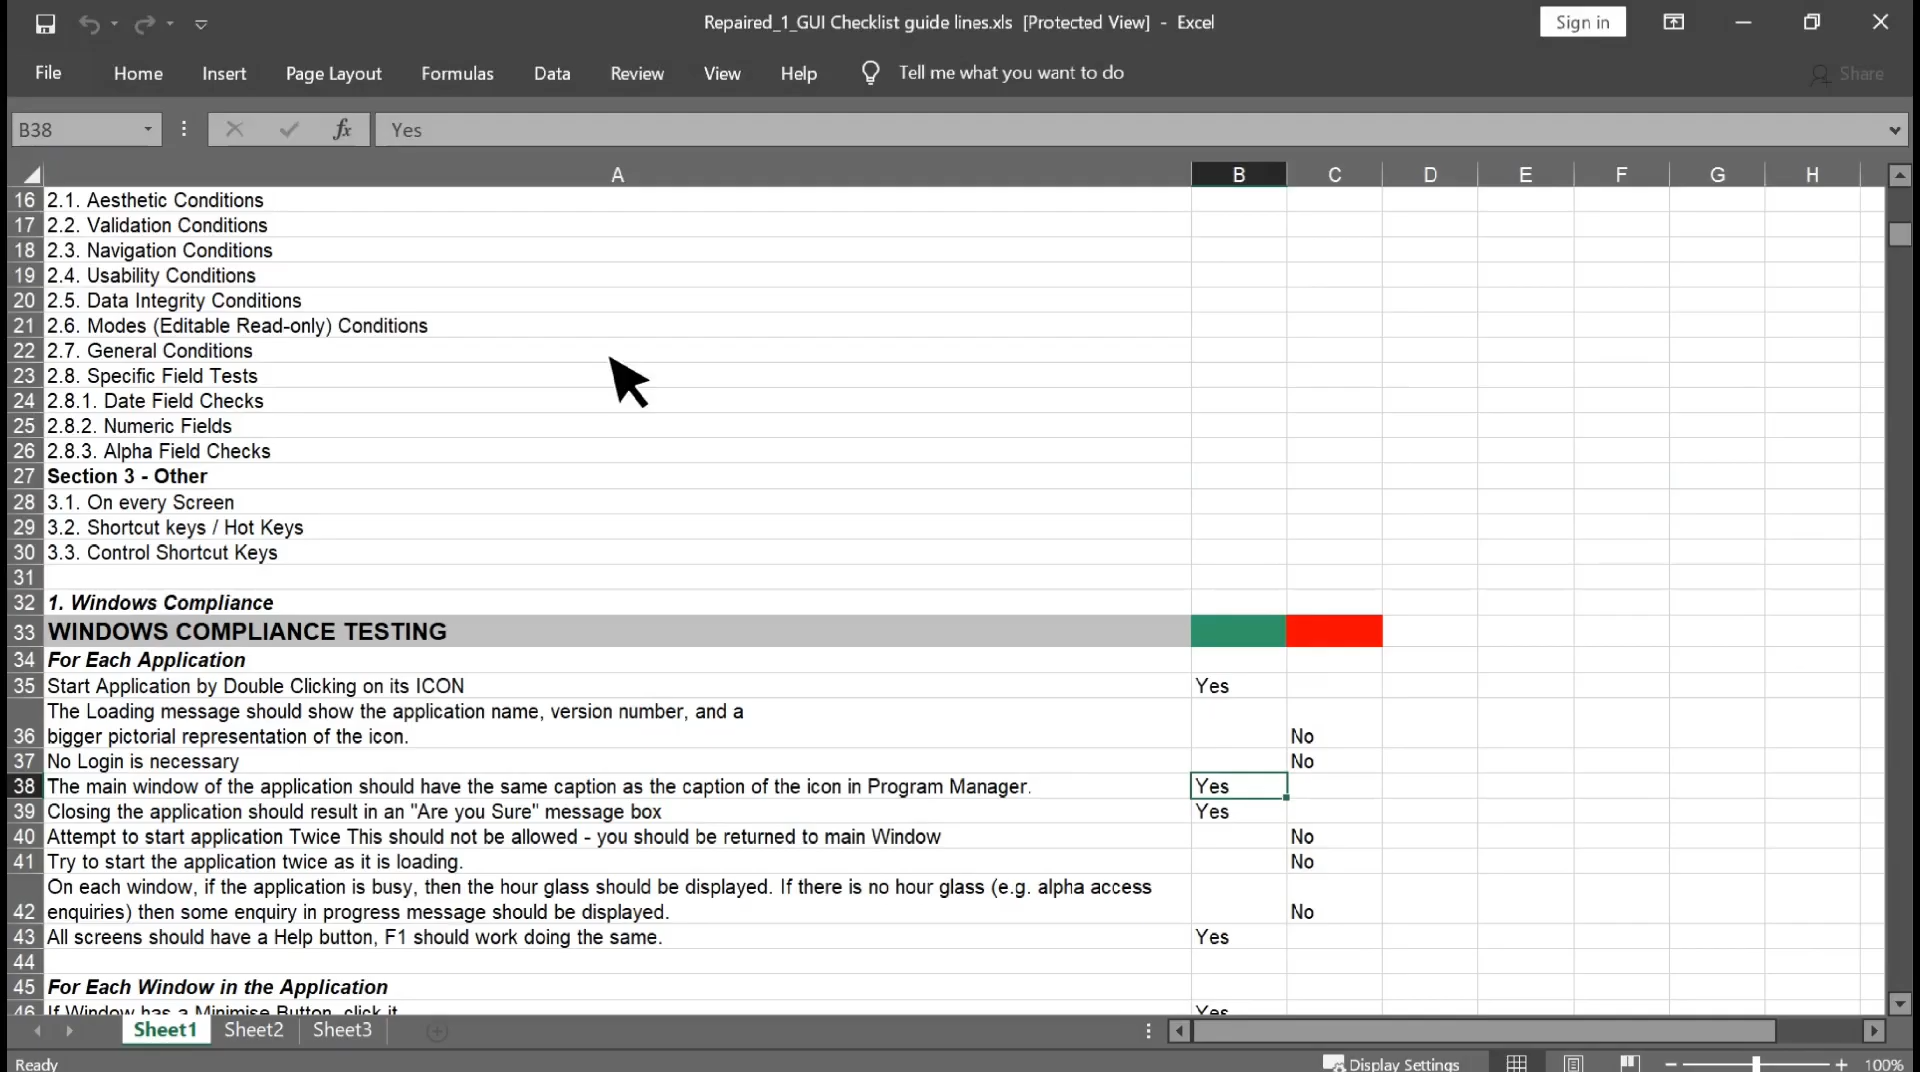 Repaired_1_GUI Checklist guide lines.xls [Protected View] - Excel
Sign in
File Home Insert Page Layout Formulas Data Review View Help Tell me what you want to do Share
B38 fx Yes
A B C D E F G H
16 2.1. Aesthetic Conditions
17 2.2. Validation Conditions
18 2.3. Navigation Conditions
19 2.4. Usability Conditions
20 2.5. Data Integrity Conditions
21 2.6. Modes (Editable Read-only) Conditions
22 2.7. General Conditions
23 2.8. Specific Field Tests
24 2.8.1. Date Field Checks
25 2.8.2. Numeric Fields
26 2.8.3. Alpha Field Checks
27 Section 3 - Other
28 3.1. On every Screen
29 3.2. Shortcut keys / Hot Keys
30 3.3. Control Shortcut Keys
31
32 1. Windows Compliance
33 WINDOWS COMPLIANCE TESTING
34 For Each Application
35 Start Application by Double Clicking on its ICON Yes
The Loading message should show the application name, version number, and a
36 bigger pictorial representation of the icon. No
37 No Login is necessary No
38 The main window of the application should have the same caption as the caption of the icon in Program Manager. Yes
39 Closing the application should result in an "Are you Sure" message box Yes
40 Attempt to start application Twice This should not be allowed - you should be returned to main Window No
41 Try to start the application twice as it is loading. No
On each window, if the application is busy, then the hour glass should be displayed. If there is no hour glass (e.g. alpha access
42 enquiries) then some enquiry in progress message should be displayed. No
43 All screens should have a Help button, F1 should work doing the same. Yes
44
45 For Each Window in the Application
46 If Window has a Minimise Button, click it. Yes
Sheet1 Sheet2 Sheet3
Ready Display Settings 100%